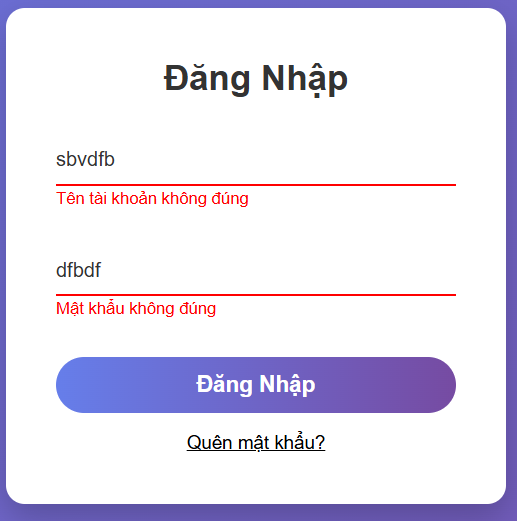 Đăng Nhập
sbvdfb
Tên tài khoản không đúng
dfbdf
Mật khẩu không đúng
Đăng Nhập
Quên mật khẩu?